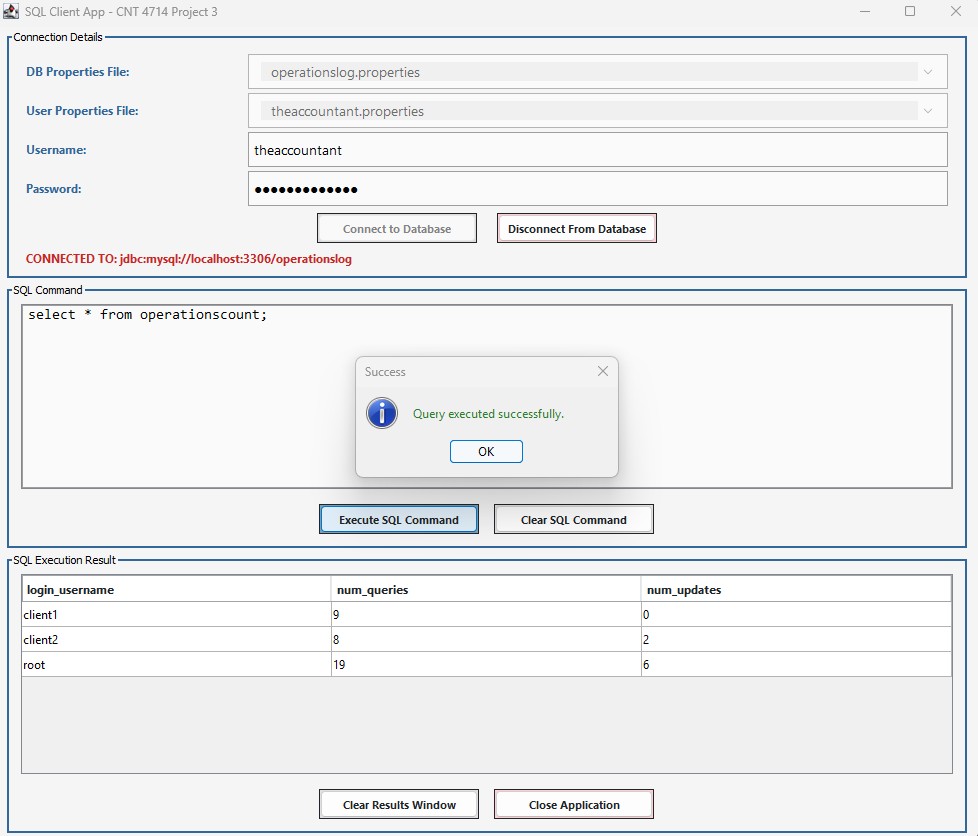 SQL Client App - CNT 4714 Project 3
Connection Details
DB Properties File: operationslog.properties
User Properties File: theaccountant.properties
Username: theaccountant
Password: ●●●●●●●●●●●●●
Connect to Database Disconnect From Database
CONNECTED TO: jdbc:mysql://localhost:3306/operationslog
SQL Command
select * from operationscount;
Success
Query executed successfully.
OK
Execute SQL Command Clear SQL Command
SQL Execution Result
login_username num_queries num_updates
client1 9 0
client2 8 2
root 19 6
Clear Results Window Close Application